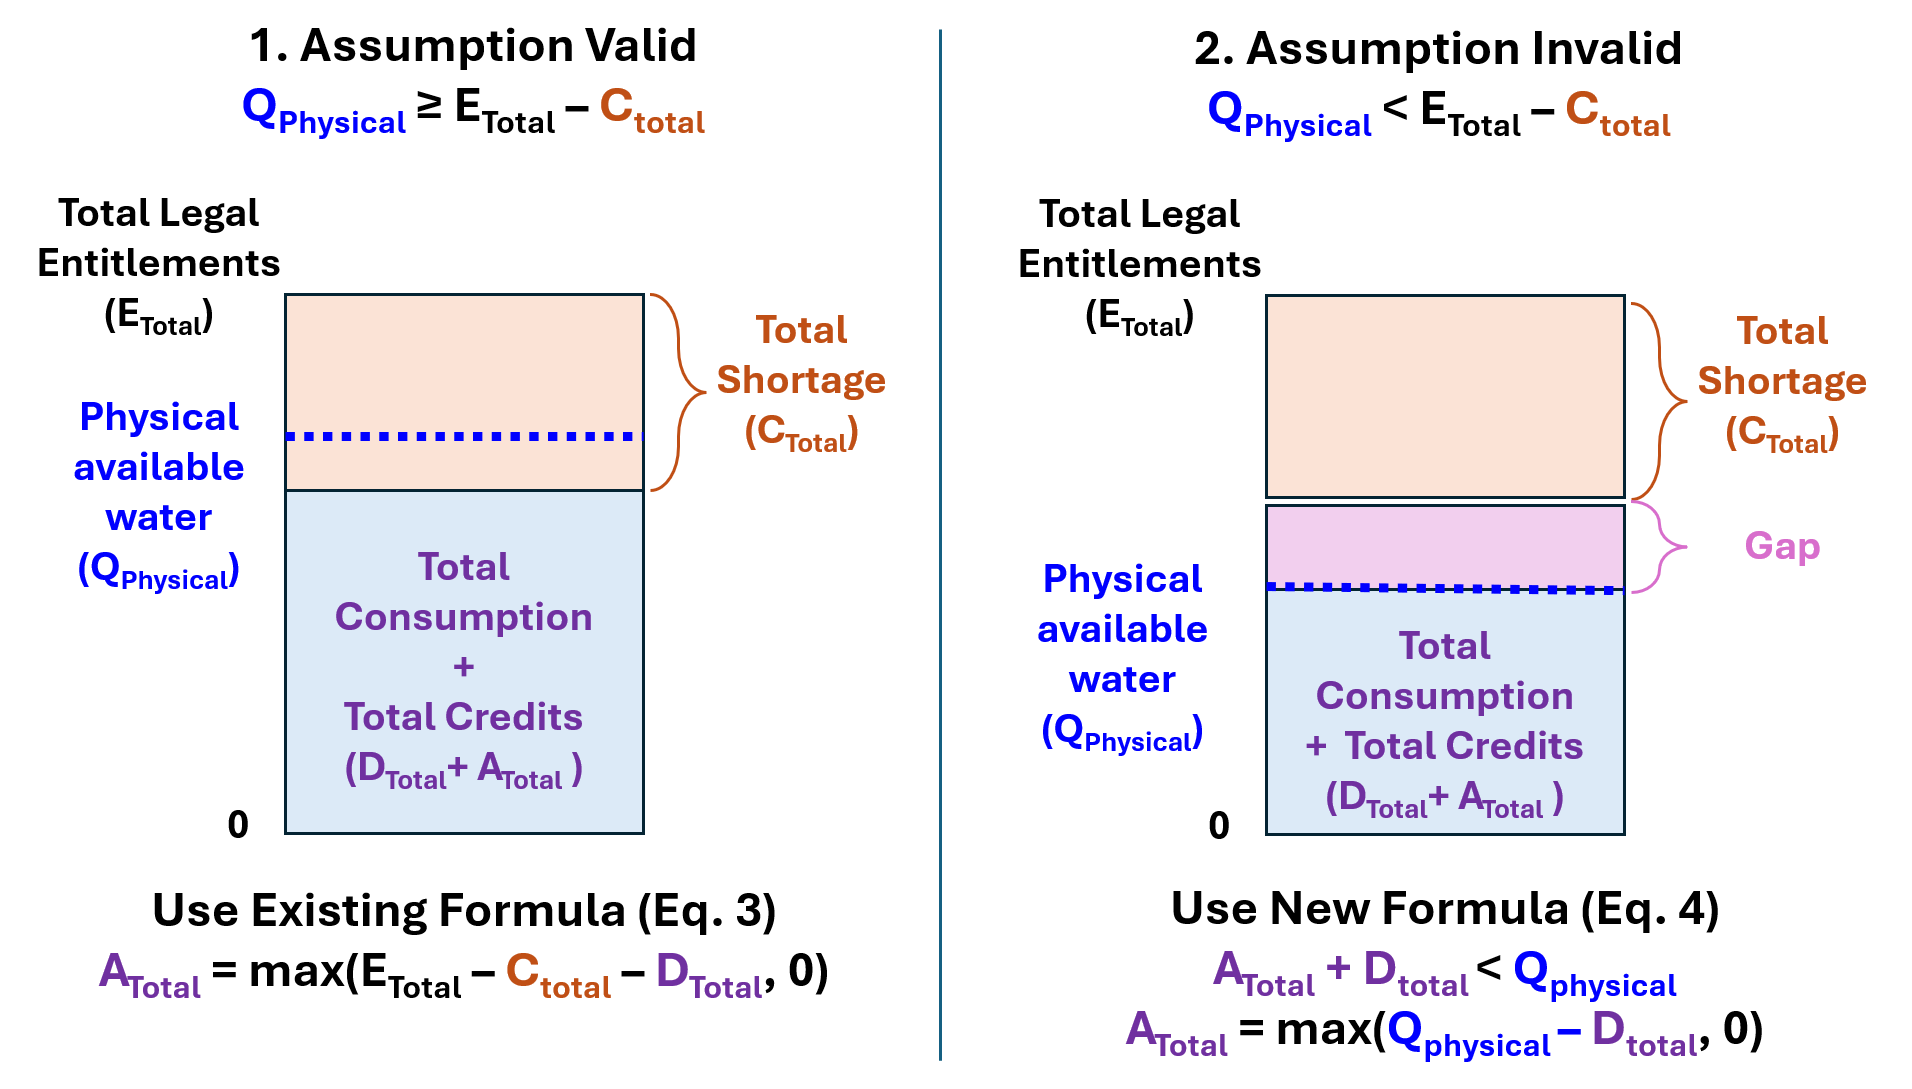 1. Assumption Valid
QPhysical ≥ ETotal – Ctotal
Total Legal
Entitlements
(ETotal)
Physical
available
water
(QPhysical)
0
Total
Shortage
(CTotal)
Total
Consumption
+
Total Credits
(DTotal+ ATotal )
Use Existing Formula (Eq. 3)
ATotal = max(ETotal – Ctotal – DTotal, 0)
2. Assumption Invalid
QPhysical < ETotal – Ctotal
Total Legal
Entitlements
(ETotal)
Physical
available
water
(QPhysical)
0
Total
Shortage
(CTotal)
Gap
Total
Consumption
+ Total Credits
(DTotal+ ATotal )
Use New Formula (Eq. 4)
ATotal + Dtotal < Qphysical
ATotal = max(Qphysical – Dtotal, 0)